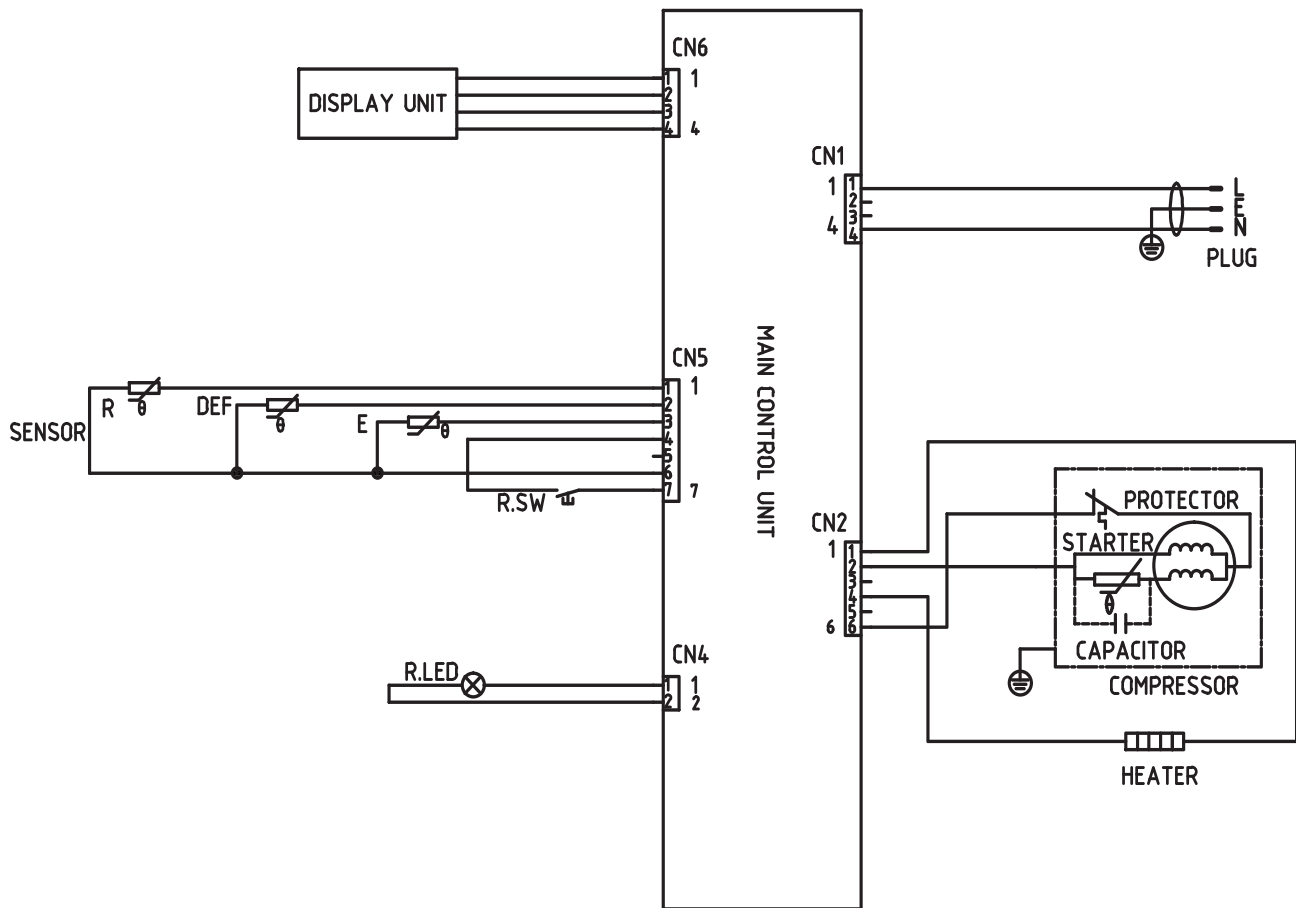 CN6
DISPLAY UNIT
1 1
2
3
4 4
CN1
1 1
2
3
4 4
L
E
N
PLUG
MAIN CONTROL UNIT
CN5
SENSOR
R θ
DEF θ
E θ
1 1
2
3
4
5
6
7 7
R.SW
CN2
1 1
2
3
4
5
6 6
PROTECTOR
STARTER
θ
CAPACITOR
COMPRESSOR
HEATER
CN4
R.LED
1 1
2 2